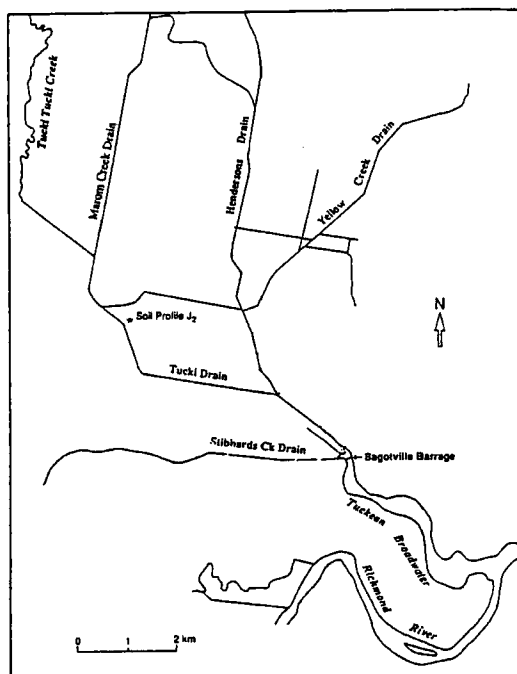 Tucki Tucki Creek
Marom Creek Drain
Hendersons Drain
Yellow Creek Drain
N
Soil Profile J2
Tucki Drain
Stibbards Ck Drain
Bagotville Barrage
Tuckean Broadwater
Richmond River
0 1 2 km